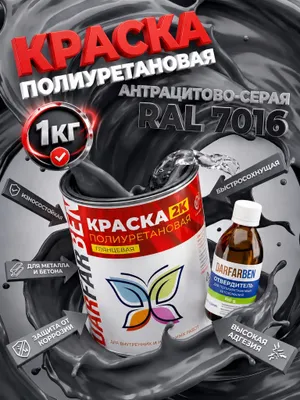 КРАСКА
ПОЛИУРЕТАНОВАЯ
АНТРАЦИТОВО-СЕРАЯ
RAL 7016
1КГ
ИЗНОСОСТОЙКАЯ
БЫСТРОСОХНУЩАЯ
ДЛЯ МЕТАЛЛА
И БЕТОНА
ЗАЩИТА ОТ
КОРРОЗИИ
ВЫСОКАЯ
АДГЕЗИЯ
DARFARBEN
КРАСКА 2К
ПОЛИУРЕТАНОВАЯ
ГЛЯНЦЕВАЯ
DARFARBEN
ОТВЕРДИТЕЛЬ